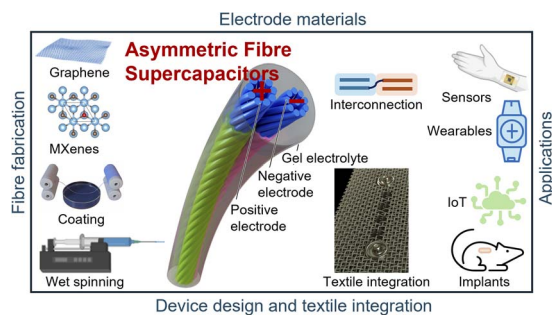 Electrode materials
Asymmetric Fibre
Supercapacitors
Graphene
MXenes
Coating
Wet spinning
Fibre fabrication
+
-
Gel electrolyte
Negative
electrode
Positive
electrode
Interconnection
Textile integration
Sensors
Wearables
IoT
Implants
Applications
Device design and textile integration